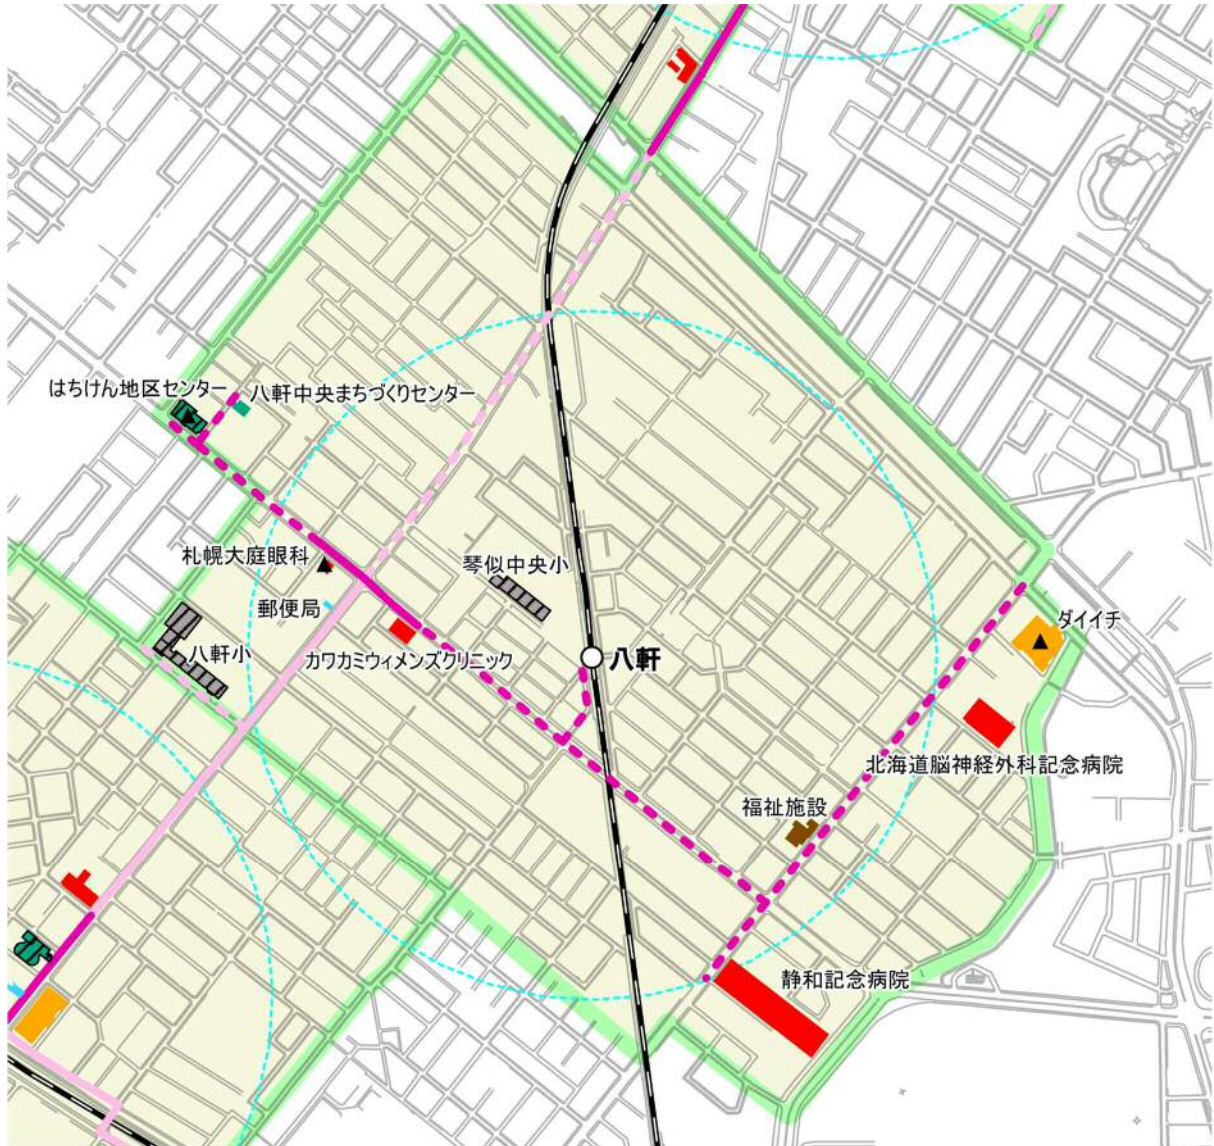 はちけん地区センター
八軒中央まちづくりセンター
札幌大庭眼科
琴似中央小
郵便局
ダイイチ
八軒小
カワカミウィメンズクリニック
八軒
北海道脳神経外科記念病院
福祉施設
静和記念病院